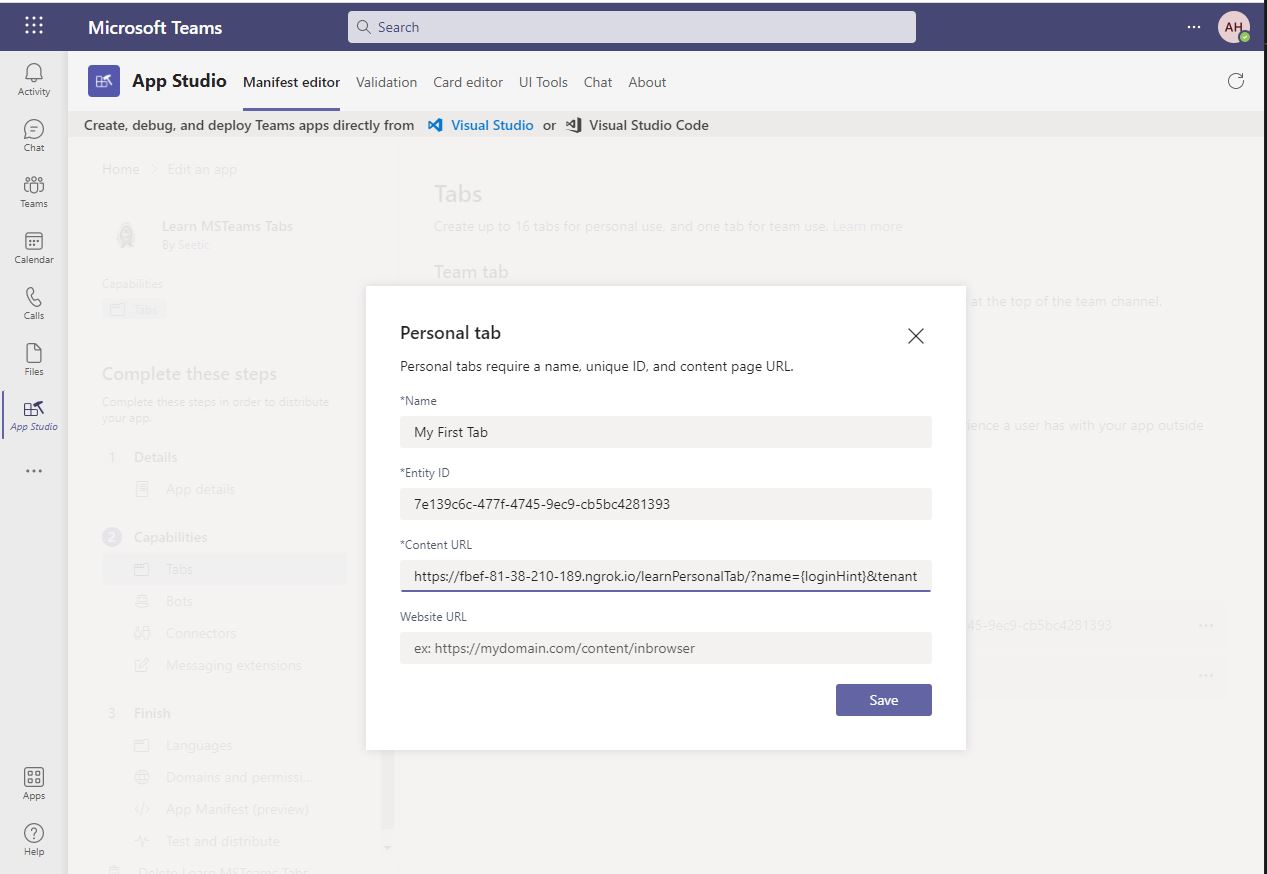 Microsoft Teams
Search
AH
Activity
Chat
Teams
Calendar
Calls
Files
App Studio
Apps
Help
App Studio
Manifest editor
Validation
Card editor
UI Tools
Chat
About
Create, debug, and deploy Teams apps directly from Visual Studio or Visual Studio Code
Home > Edit an app
Learn MSTeams Tabs
By Seetic
Capabilities
Tabs
Complete these steps
Complete these steps in order to distribute
your app.
1 Details
App details
2 Capabilities
Tabs
Bots
Connectors
Messaging extensions
3 Finish
Languages
Domains and permissi...
App Manifest (preview)
Test and distribute
Delete Learn MSTeams Tabs
Tabs
Create up to 16 tabs for personal use, and one tab for team use. Learn more
Team tab
at the top of the team channel.
ience a user has with your app outside
45-9ec9-cb5bc4281393
Personal tab
Personal tabs require a name, unique ID, and content page URL.
*Name
My First Tab
*Entity ID
7e139c6c-477f-4745-9ec9-cb5bc4281393
*Content URL
https://fbef-81-38-210-189.ngrok.io/learnPersonalTab/?name={loginHint}&tenant
Website URL
ex: https://mydomain.com/content/inbrowser
Save